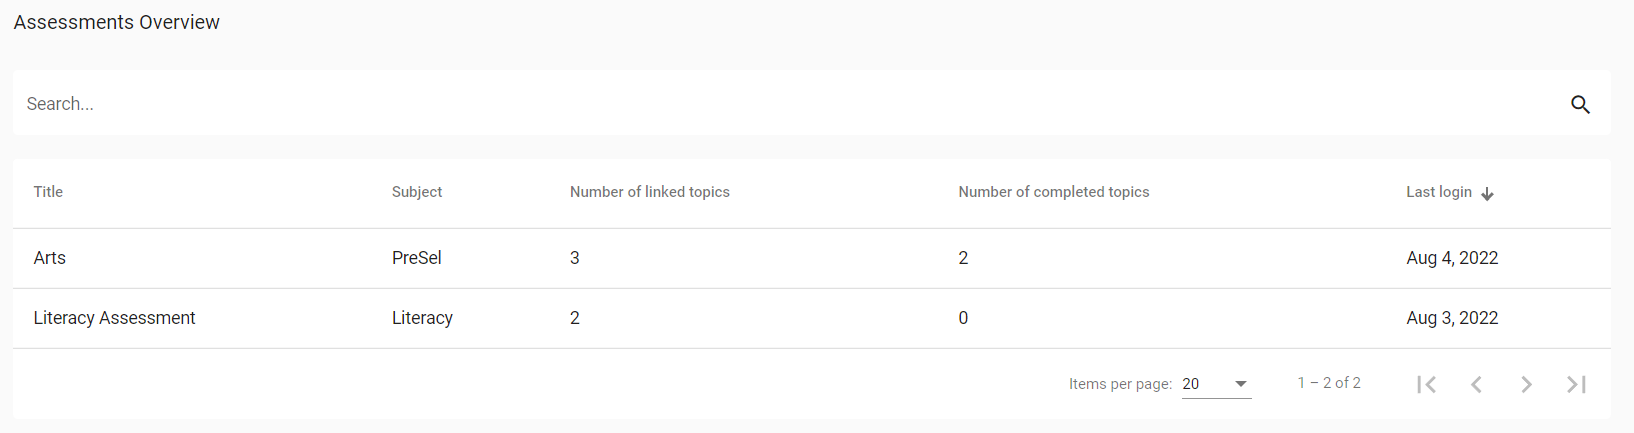 Assessments Overview
Search...
Title Subject Number of linked topics Number of completed topics Last login
Arts PreSel 3 2 Aug 4, 2022
Literacy Assessment Literacy 2 0 Aug 3, 2022
Items per page: 20 1 – 2 of 2